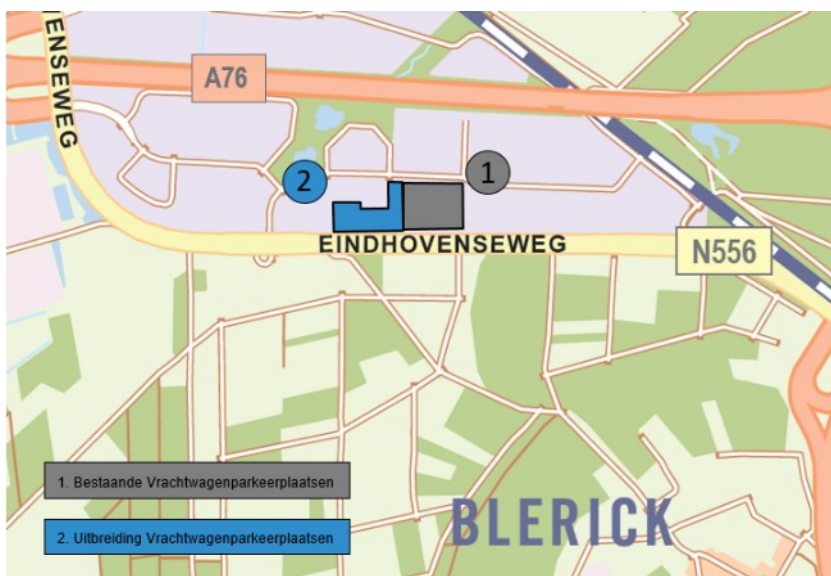 ENSEWEG
A76
2
1
EINDHOVENSEWEG
N556
1. Bestaande Vrachtwagenparkeerplaatsen
2. Uitbreiding Vrachtwagenparkeerplaatsen
BLERICK